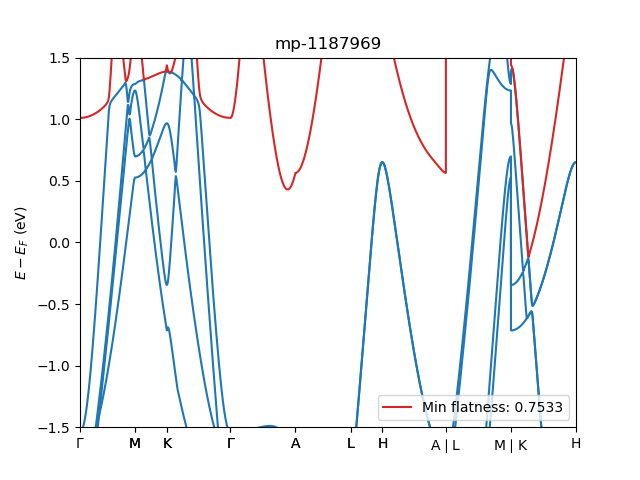 mp-1187969
1.5
1.0
0.5
0.0
−0.5
−1.0
−1.5
E − E_F (eV)
Min flatness: 0.7533
Γ M K Γ A L H A | L M | K H